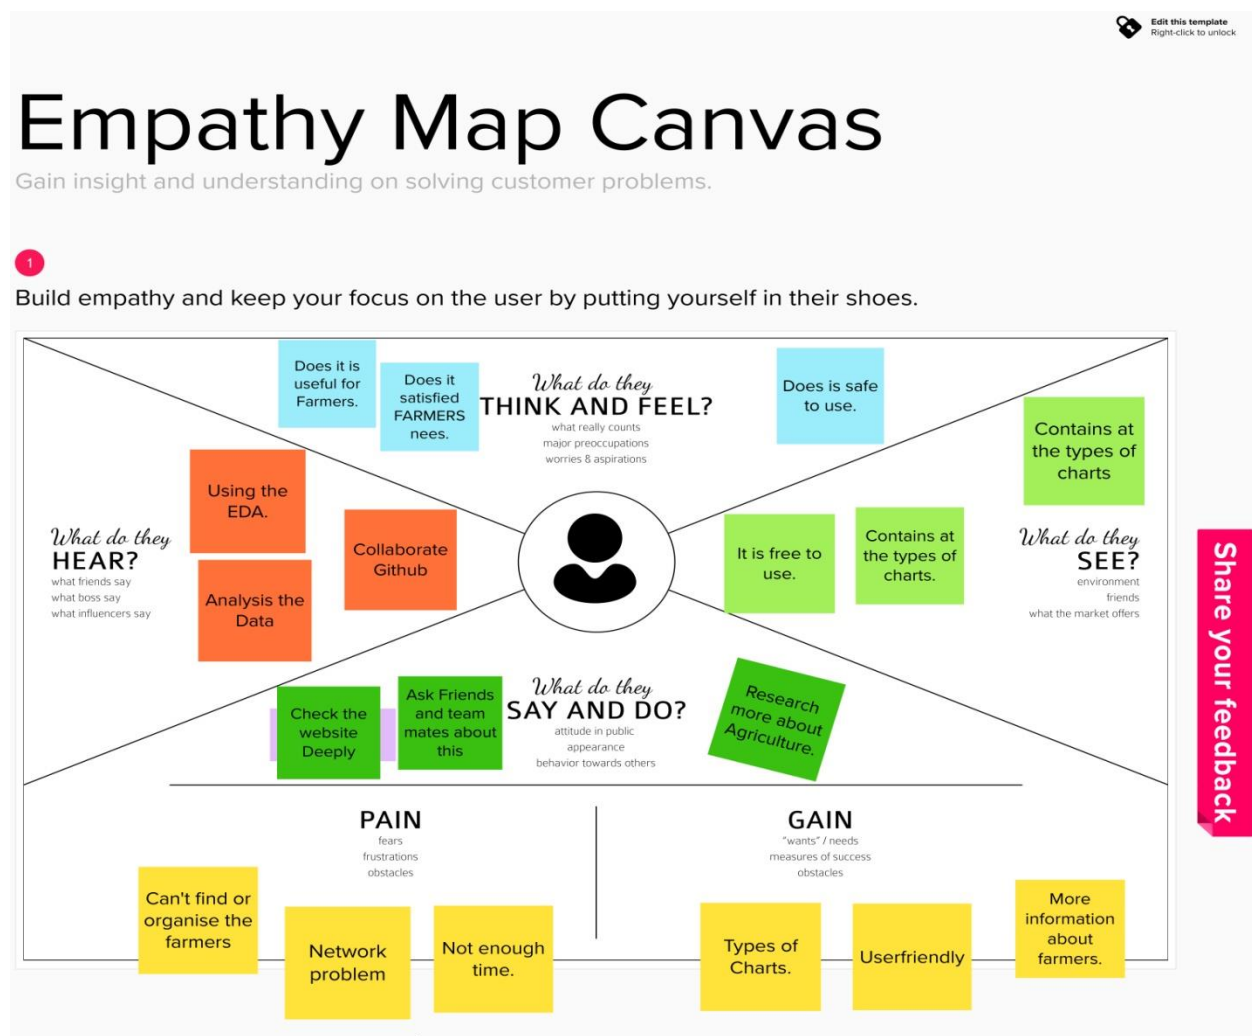 Edit this template
Right-click to unlock
Empathy Map Canvas
Gain insight and understanding on solving customer problems.
1
Build empathy and keep your focus on the user by putting yourself in their shoes.
Does it is
useful for
Farmers.
Does it
satisfied
FARMERS
nees.
What do they
THINK AND FEEL?
what really counts
major preoccupations
worries & aspirations
Does is safe
to use.
Contains at
the types of
charts
Using the
EDA.
Collaborate
Github
Analysis the
Data
What do they
HEAR?
what friends say
what boss say
what influencers say
It is free to
use.
Contains at
the types of
charts.
What do they
SEE?
environment
friends
what the market offers
Share your feedback
Check the
website
Deeply
Ask Friends
and team
mates about
this
What do they
SAY AND DO?
attitude in public
appearance
behavior towards others
Research
more about
Agriculture.
PAIN
fears
frustrations
obstacles
GAIN
"wants" / needs
measures of success
obstacles
Can't find or
organise the
farmers
Network
problem
Not enough
time.
Types of
Charts.
Userfriendly
More
information
about
farmers.